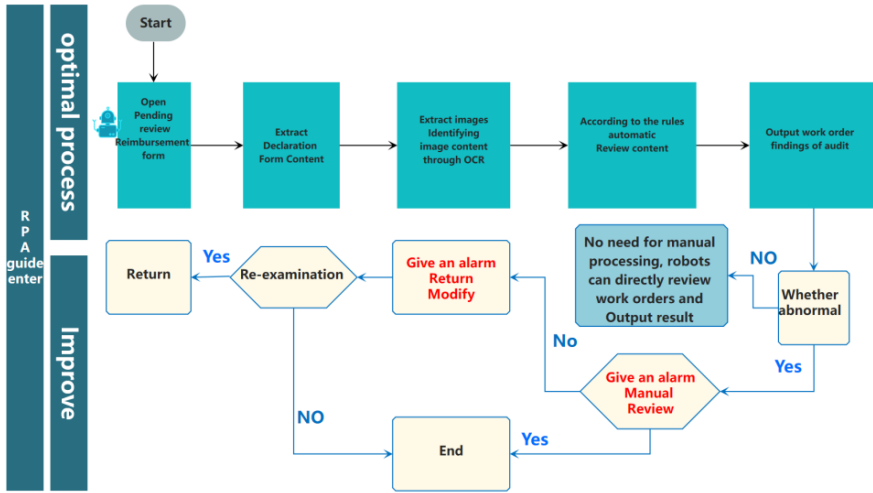 R
P
A
guide
enter
optimal process
Improve
Start
Open
Pending
review
Reimbursement
form
Extract
Declaration
Form Content
Extract images
Identifying
image content
through OCR
According to the rules
automatic
Review content
Output work order
findings of audit
Return
Yes
Re-examination
Give an alarm
Return
Modify
No need for manual
processing, robots
can directly review
work orders and
Output result
NO
Whether
abnormal
No
Yes
Give an alarm
Manual
Review
NO
End
Yes